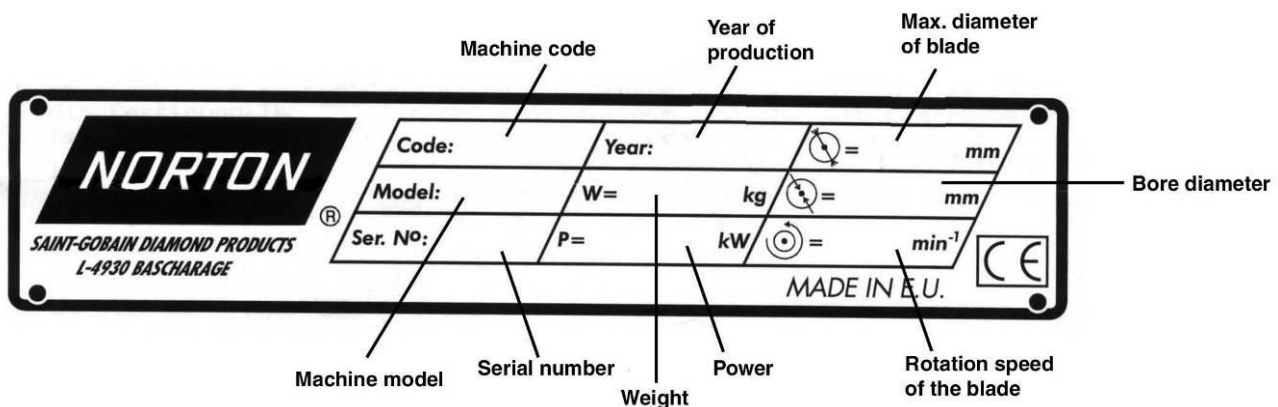 Machine code
Year of
production
Max. diameter
of blade
NORTON
®
SAINT-GOBAIN DIAMOND PRODUCTS
L-4930 BASCHARAGE
Code: Year: = mm
Model: W= kg = mm
Ser. Nº: P= kW = min⁻¹
MADE IN E.U.
CE
Bore diameter
Machine model
Serial number
Weight
Power
Rotation speed
of the blade